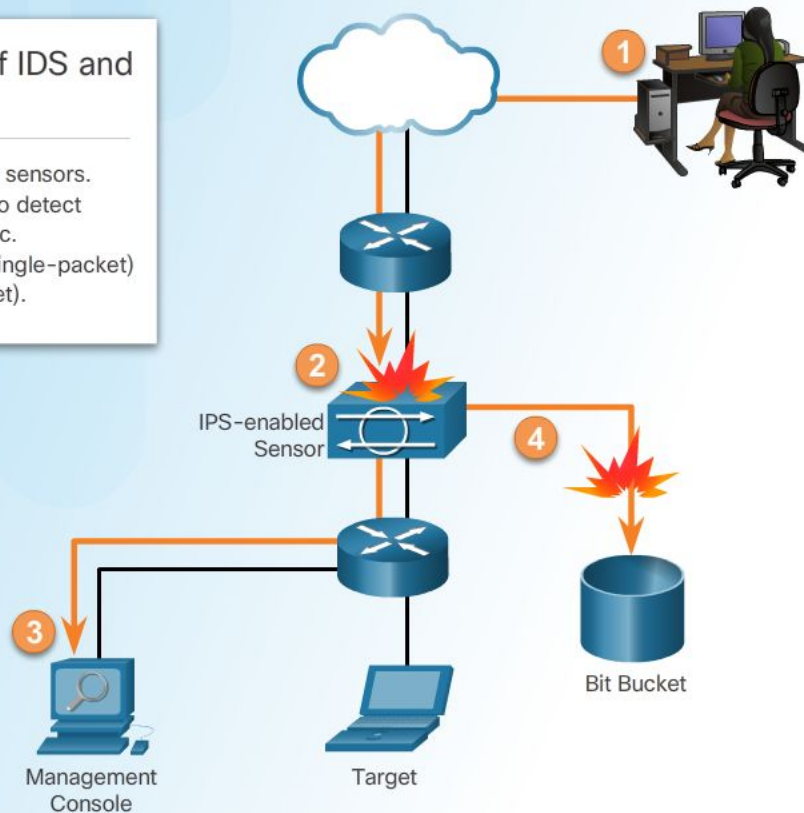 f IDS and
sensors.
o detect
c.
ingle-packet)
et).
1
2
IPS-enabled
Sensor
4
3
Bit Bucket
Management
Console
Target